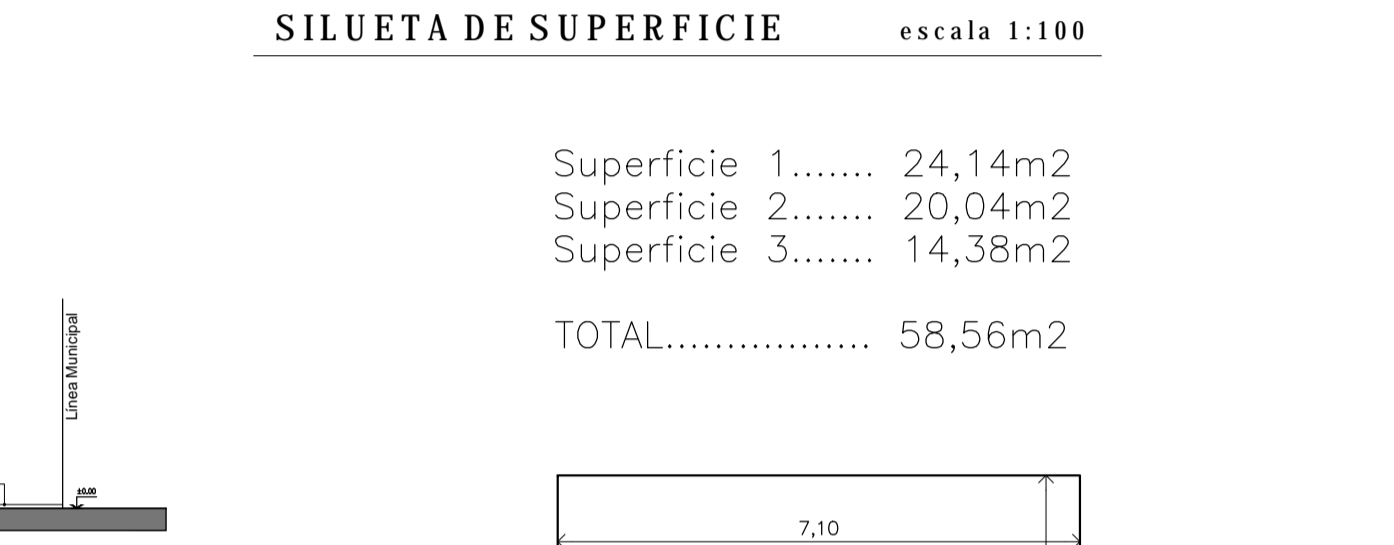 SILUETA DE SUPERFICIE escala 1:100
Superficie 1....... 24,14m2
Superficie 2....... 20,04m2
Superficie 3....... 14,38m2
TOTAL................. 58,56m2
Línea Municipal
±0.00
7,10